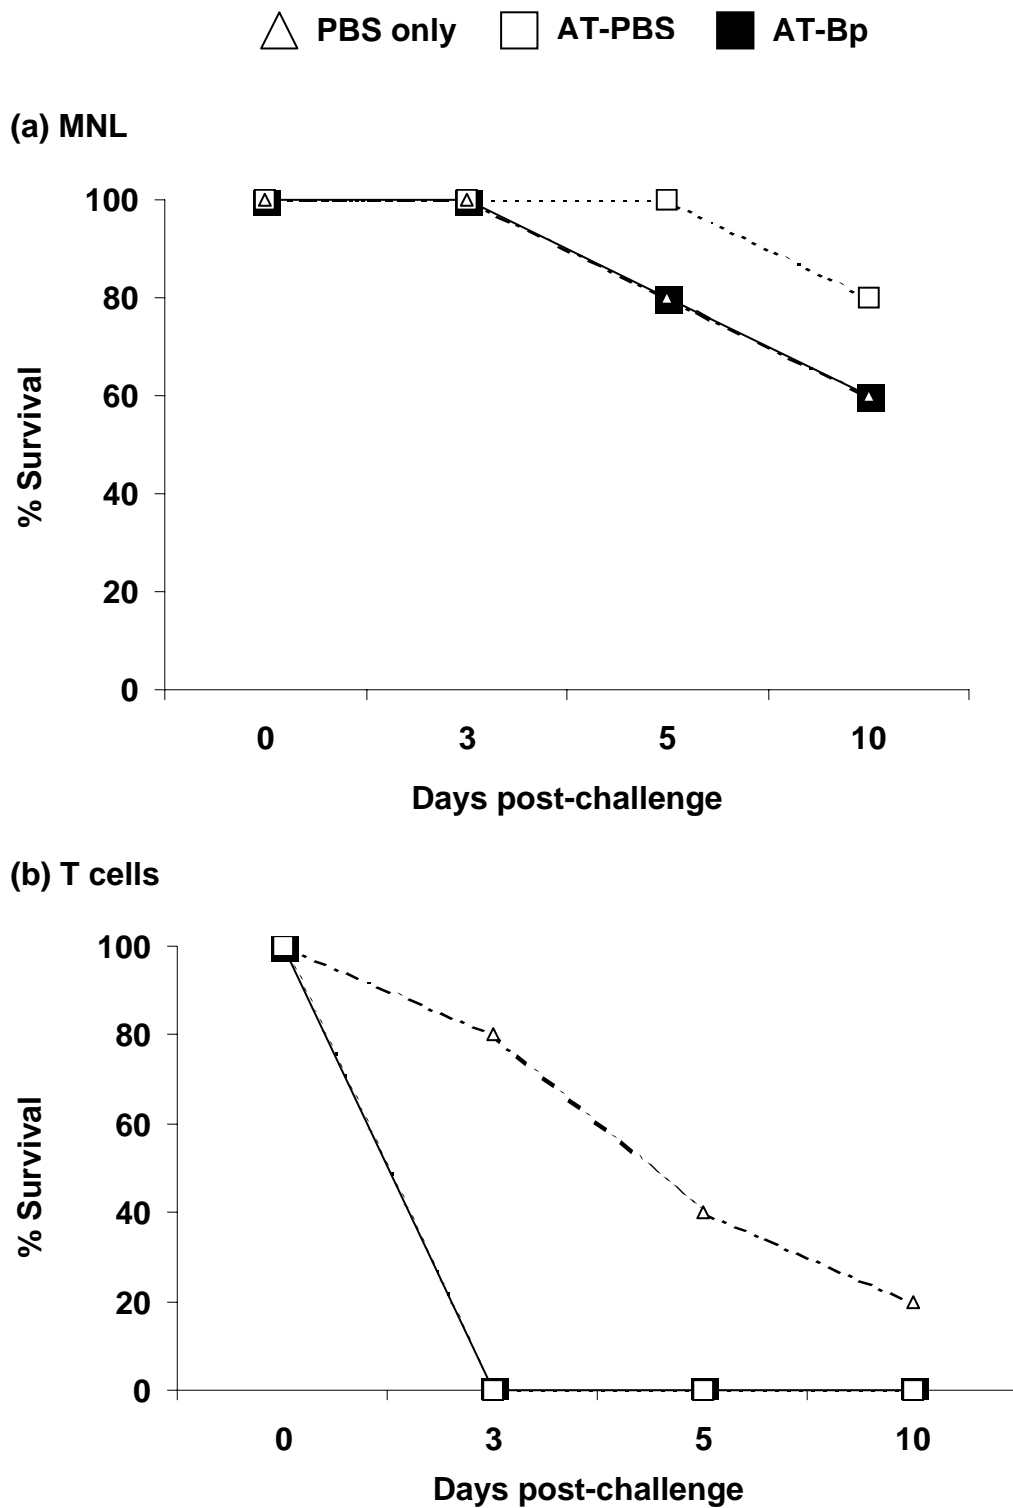 PBS only AT-PBS AT-Bp
(a) MNL
100
80
60
40
20
0
% Survival
0 3 5 10
Days post-challenge
(b) T cells
100
80
60
40
20
0
% Survival
0 3 5 10
Days post-challenge